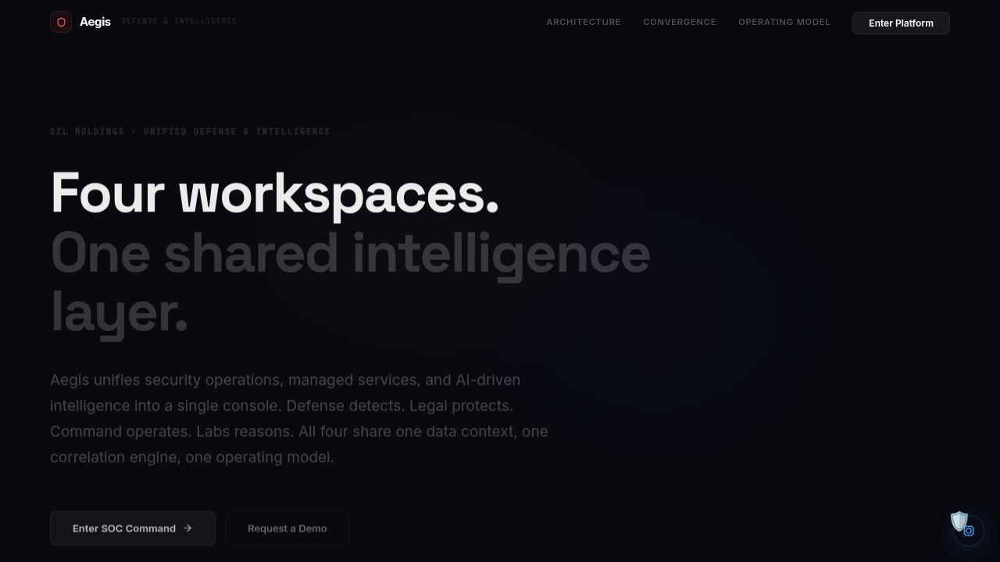 Aegis DEFENSE & INTELLIGENCE
ARCHITECTURE CONVERGENCE OPERATING MODEL Enter Platform
SZL HOLDINGS · UNIFIED DEFENSE & INTELLIGENCE
Four workspaces.
One shared intelligence
layer.
Aegis unifies security operations, managed services, and AI-driven
intelligence into a single console. Defense detects. Legal protects.
Command operates. Labs reasons. All four share one data context, one
correlation engine, one operating model.
Enter SOC Command →
Request a Demo